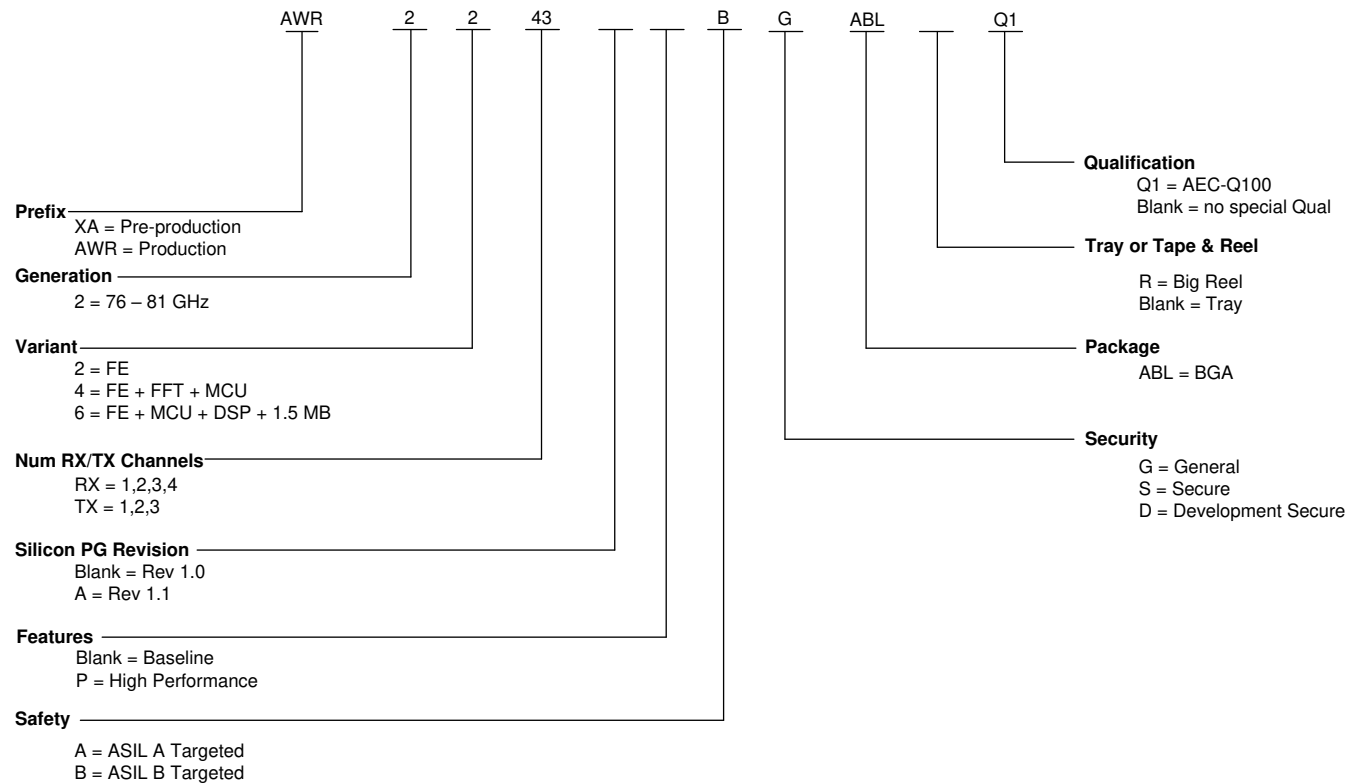 AWR 2 2 43 B G ABL Q1
Prefix
XA = Pre-production
AWR = Production
Generation
2 = 76 – 81 GHz
Variant
2 = FE
4 = FE + FFT + MCU
6 = FE + MCU + DSP + 1.5 MB
Num RX/TX Channels
RX = 1,2,3,4
TX = 1,2,3
Silicon PG Revision
Blank = Rev 1.0
A = Rev 1.1
Features
Blank = Baseline
P = High Performance
Safety
A = ASIL A Targeted
B = ASIL B Targeted
Qualification
Q1 = AEC-Q100
Blank = no special Qual
Tray or Tape & Reel
R = Big Reel
Blank = Tray
Package
ABL = BGA
Security
G = General
S = Secure
D = Development Secure